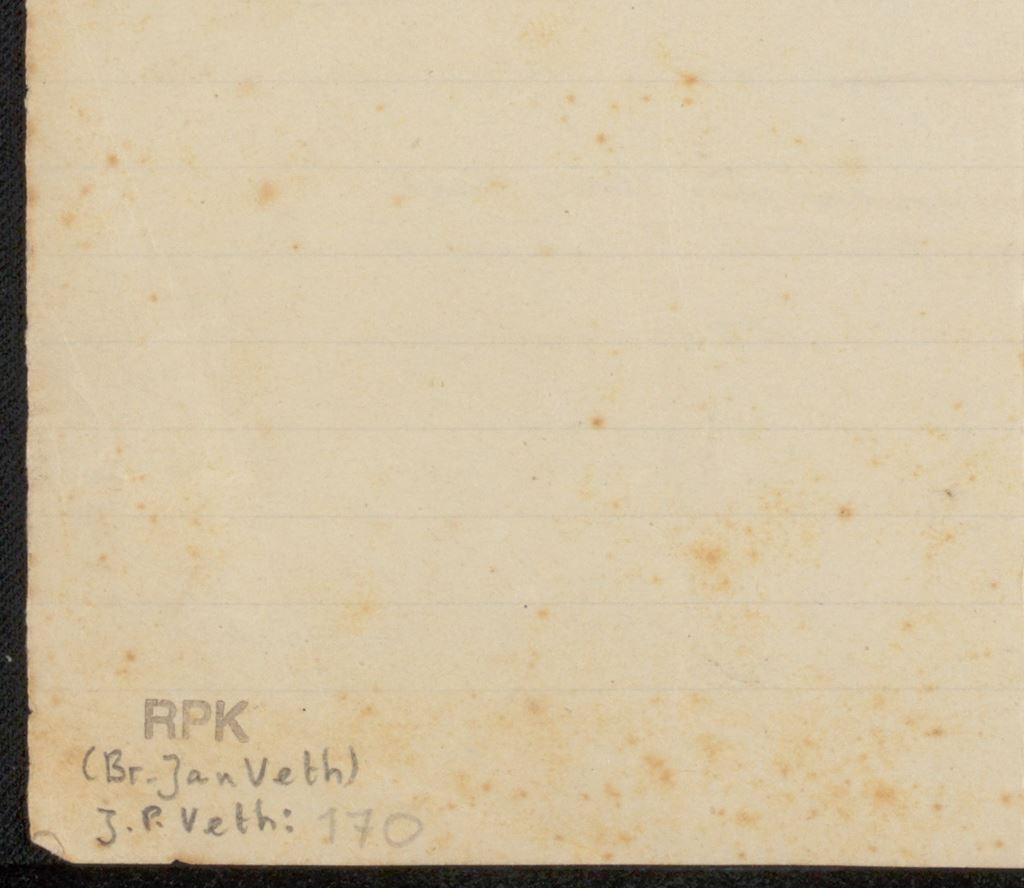 RPK
(Br. Jan Veth)
J. P. Veth: 170